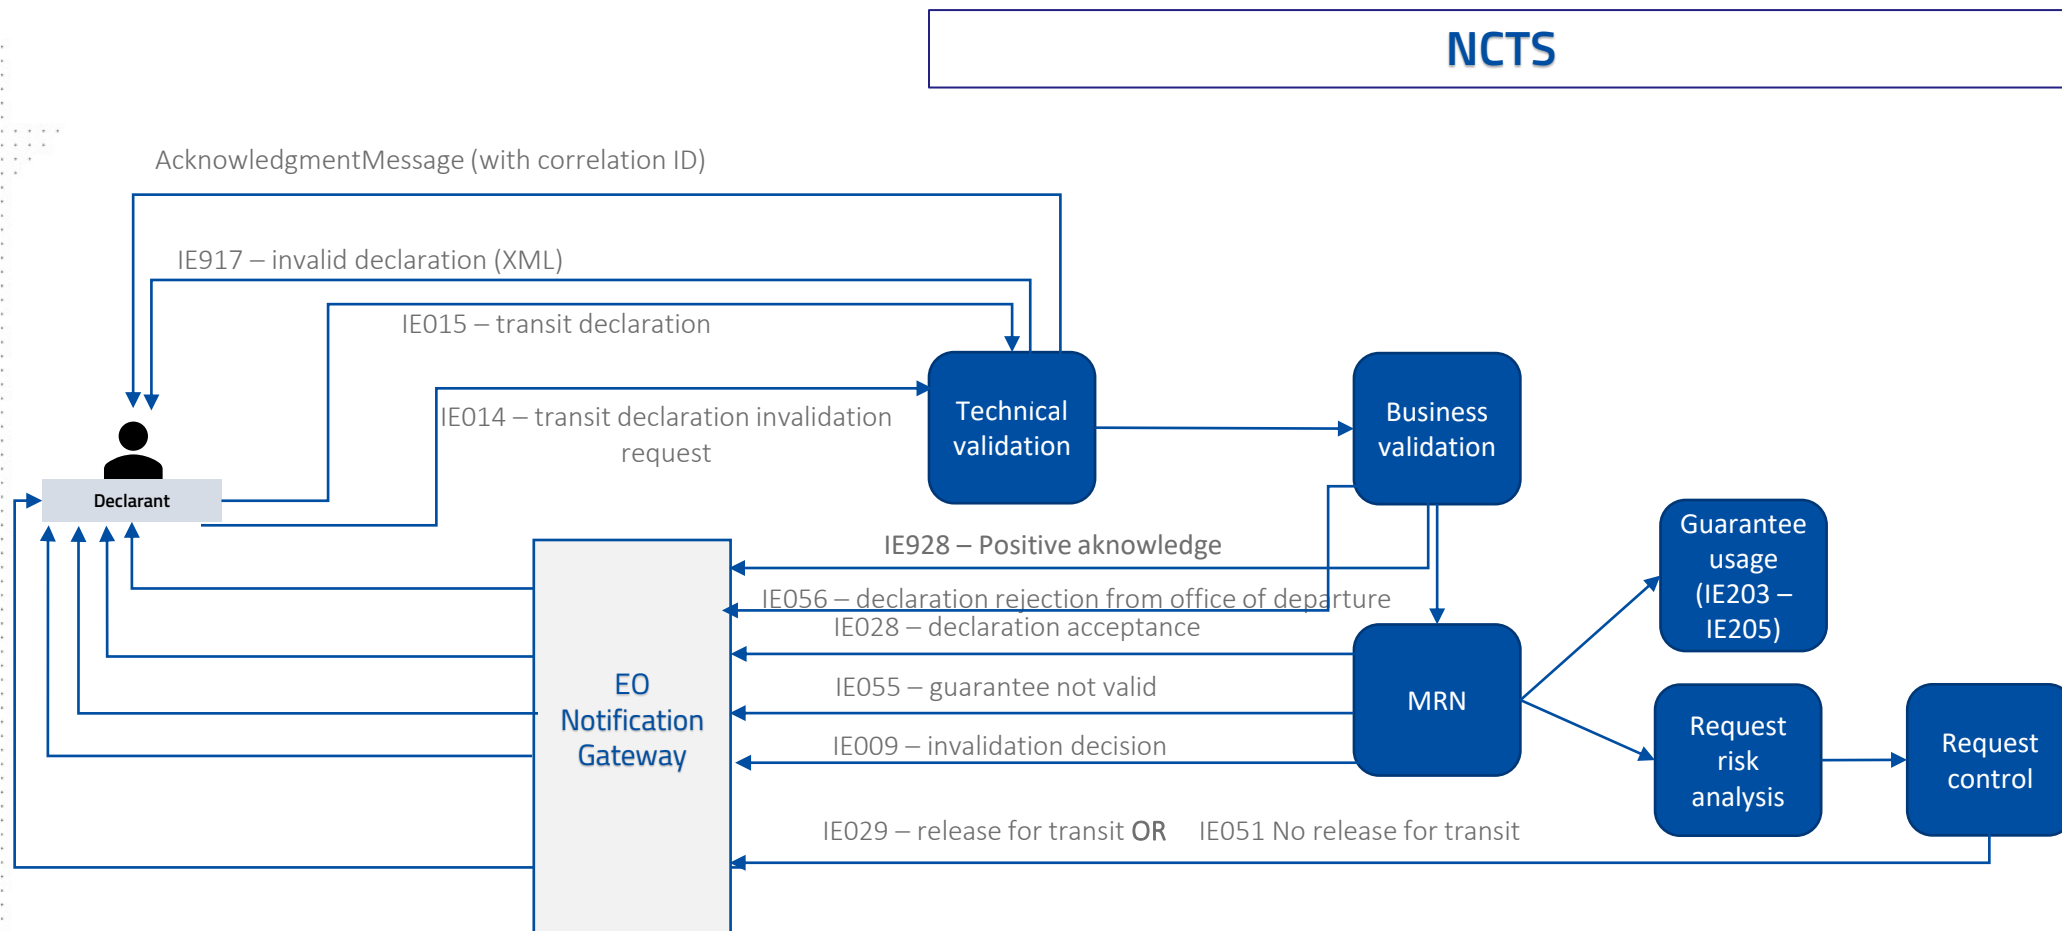 NCTS
AcknowledgmentMessage (with correlation ID)
IE917 – invalid declaration (XML)
IE015 – transit declaration
IE014 – transit declaration invalidation
request
Technical
validation
Business
validation
Declarant
IE928 – Positive aknowledge
IE056 – declaration rejection from office of departure
IE028 – declaration acceptance
IE055 – guarantee not valid
IE009 – invalidation decision
IE029 – release for transit OR IE051 No release for transit
EO
Notification
Gateway
MRN
Guarantee
usage
(IE203 –
IE205)
Request
risk
analysis
Request
control